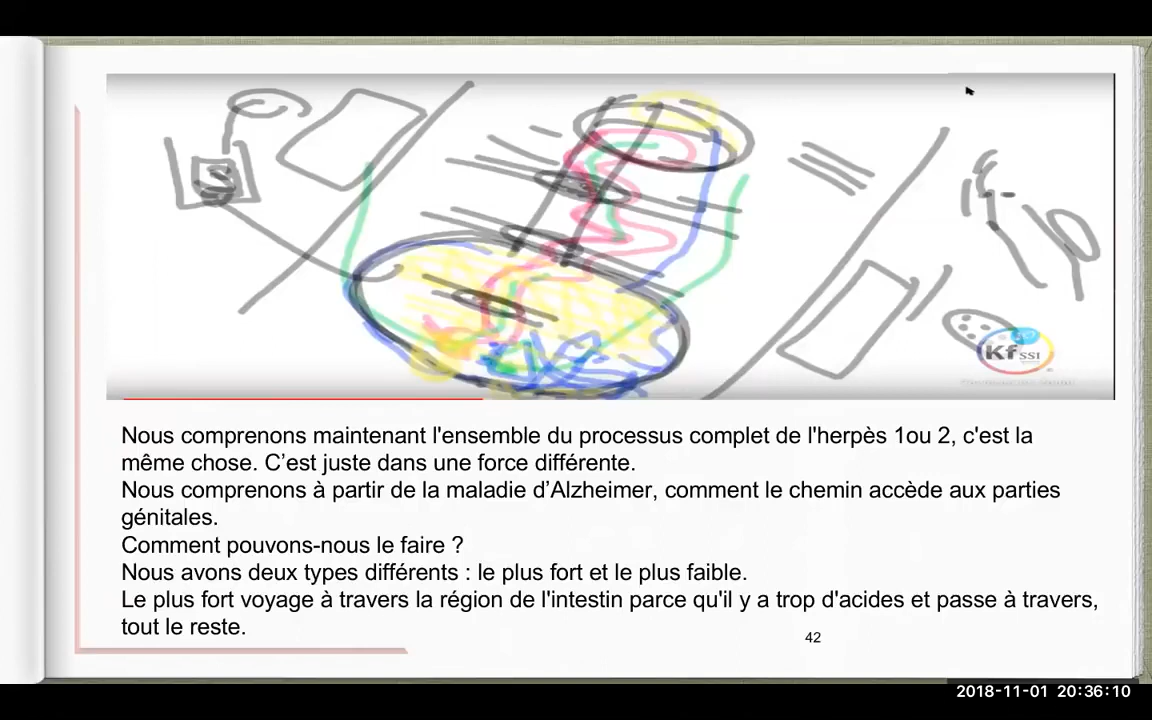 Kf SSI
Nous comprenons maintenant l'ensemble du processus complet de l'herpès 1ou 2, c'est la
même chose. C’est juste dans une force différente.
Nous comprenons à partir de la maladie d’Alzheimer, comment le chemin accède aux parties
génitales.
Comment pouvons-nous le faire ?
Nous avons deux types différents : le plus fort et le plus faible.
Le plus fort voyage à travers la région de l'intestin parce qu'il y a trop d'acides et passe à travers,
tout le reste.
42
2018-11-01 20:36:10